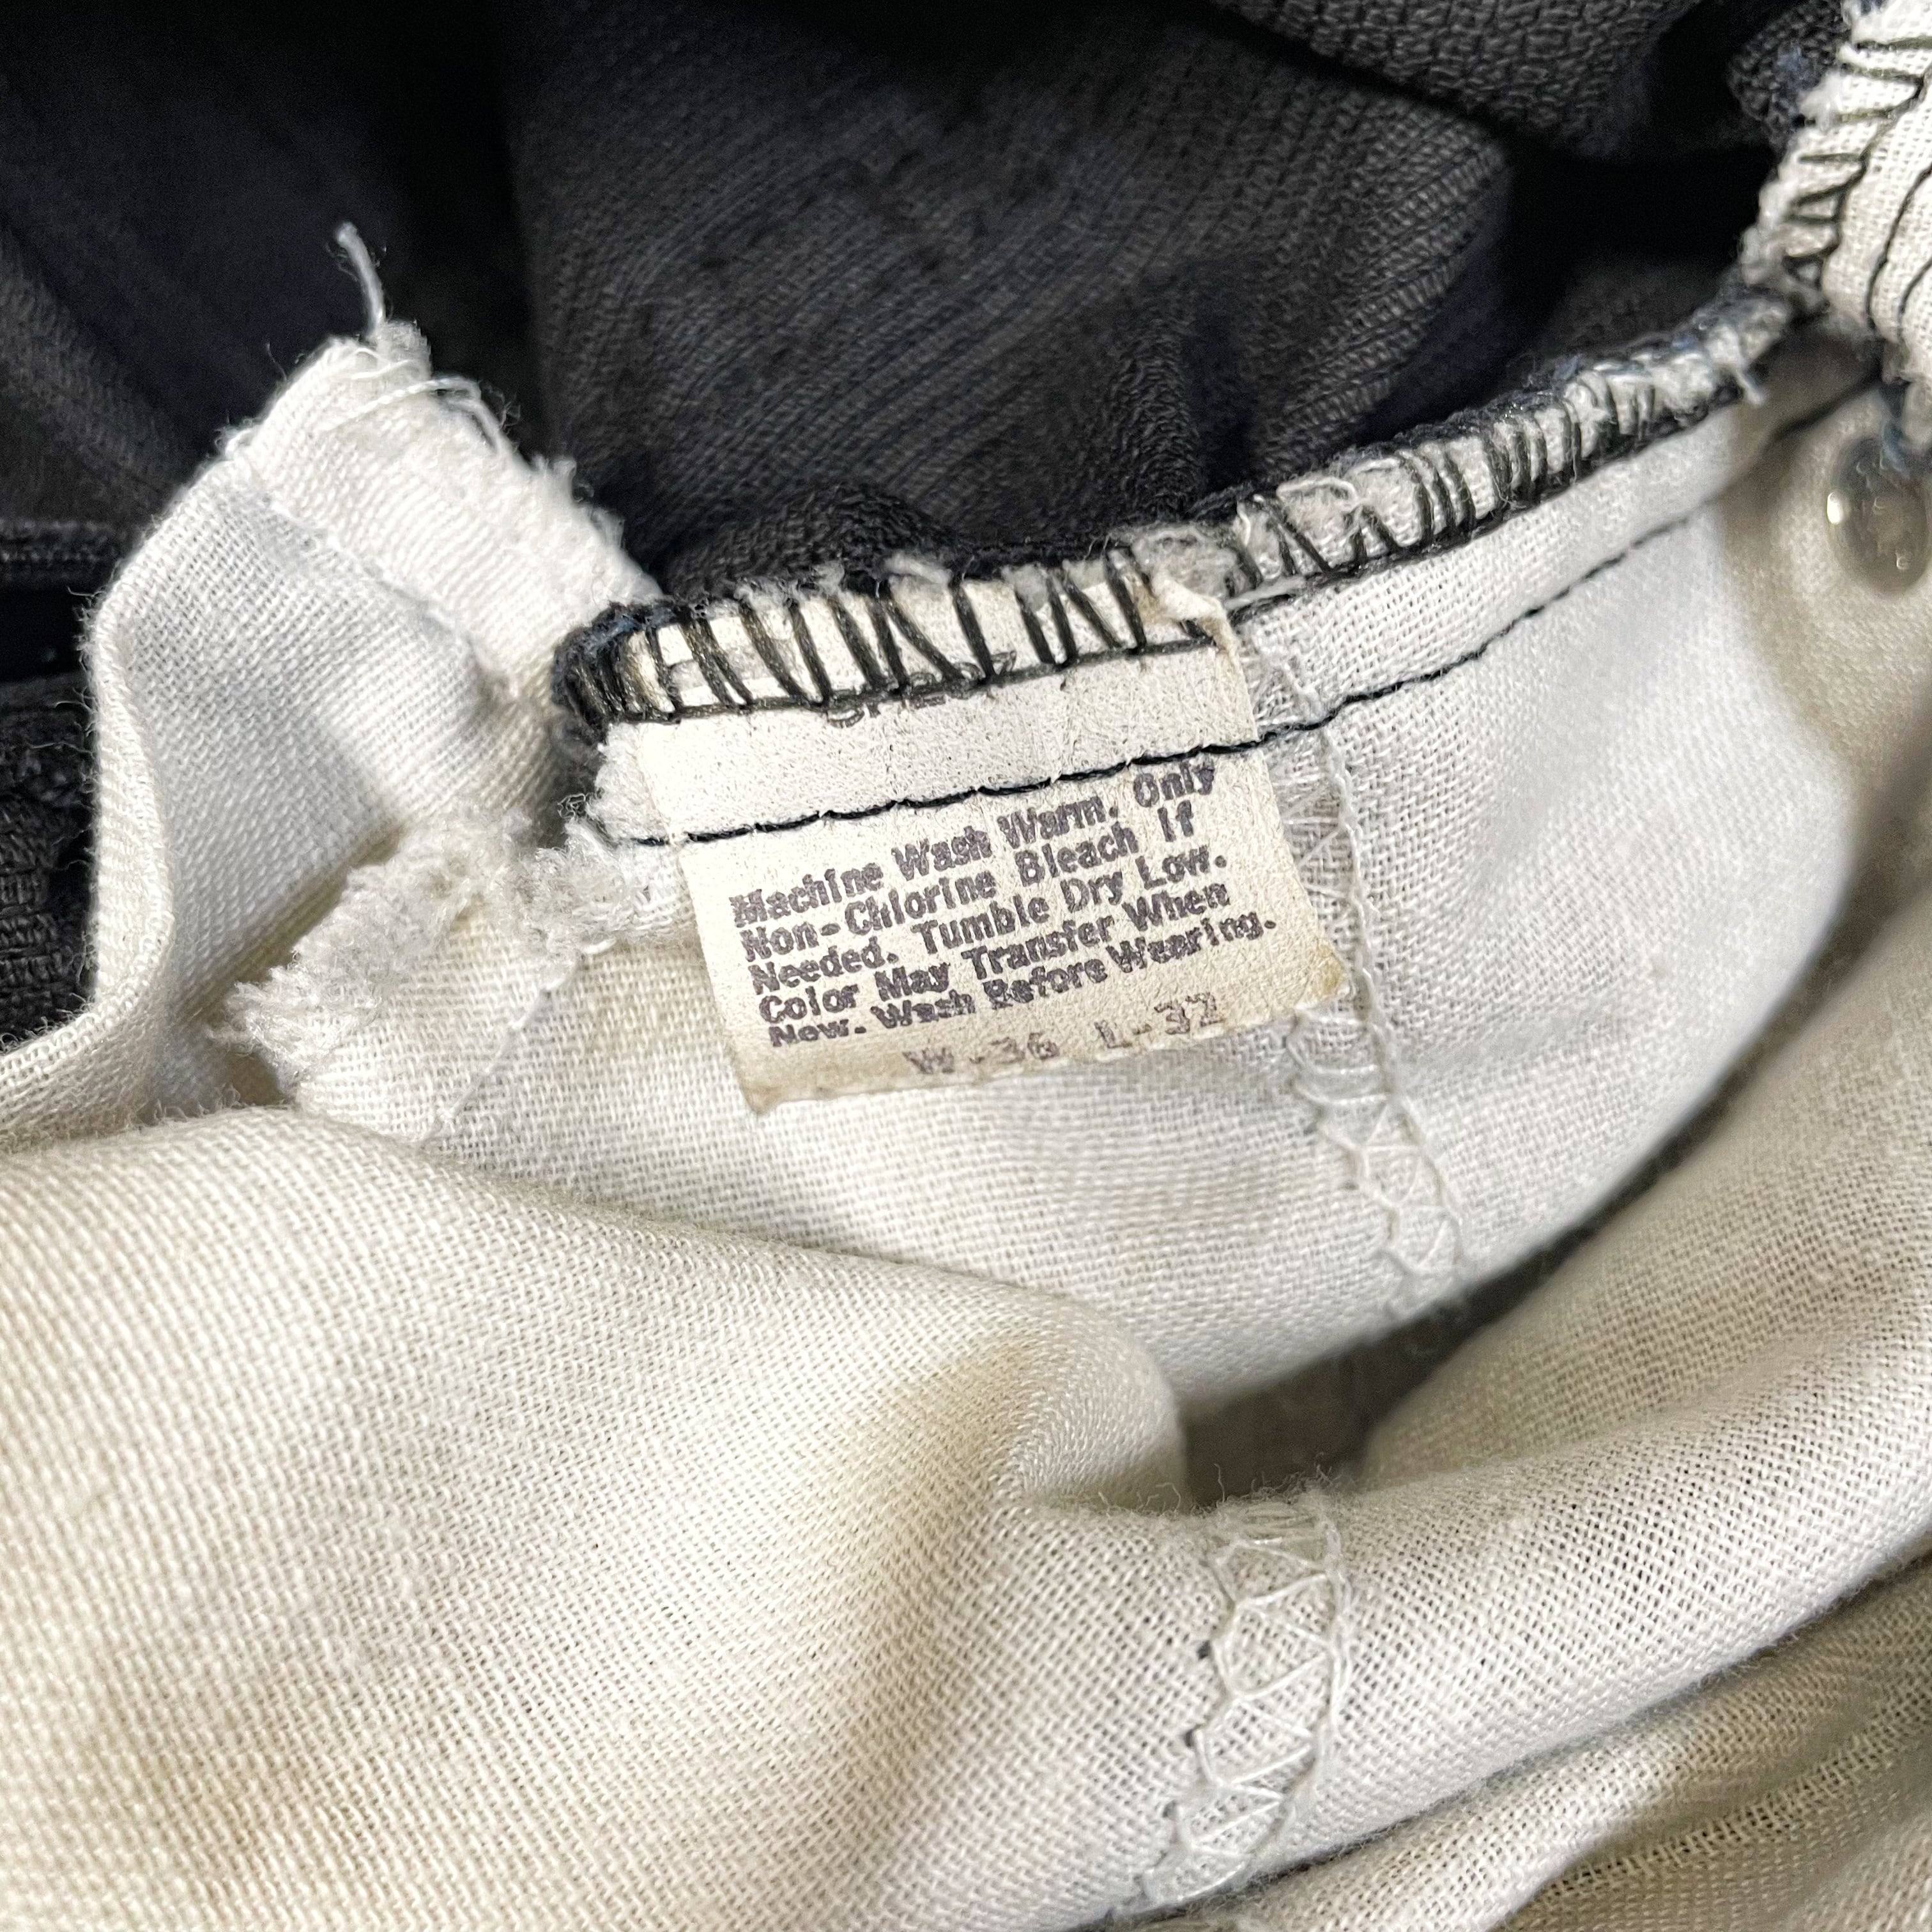 Machine Wash Warm. Only
Non-Chlorine Bleach If
Needed. Tumble Dry Low.
Color May Transfer When
New. Wash Before Wearing.
W-36 L-32